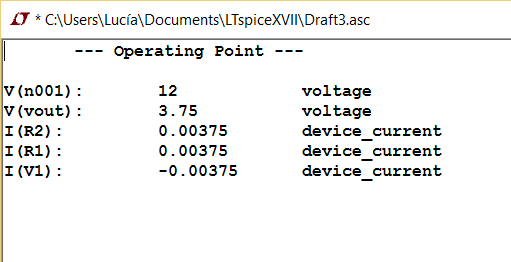 * C:\Users\Lucía\Documents\LTspiceXVII\Draft3.asc
--- Operating Point ---
V(n001): 12 voltage
V(vout): 3.75 voltage
I(R2): 0.00375 device_current
I(R1): 0.00375 device_current
I(V1): -0.00375 device_current